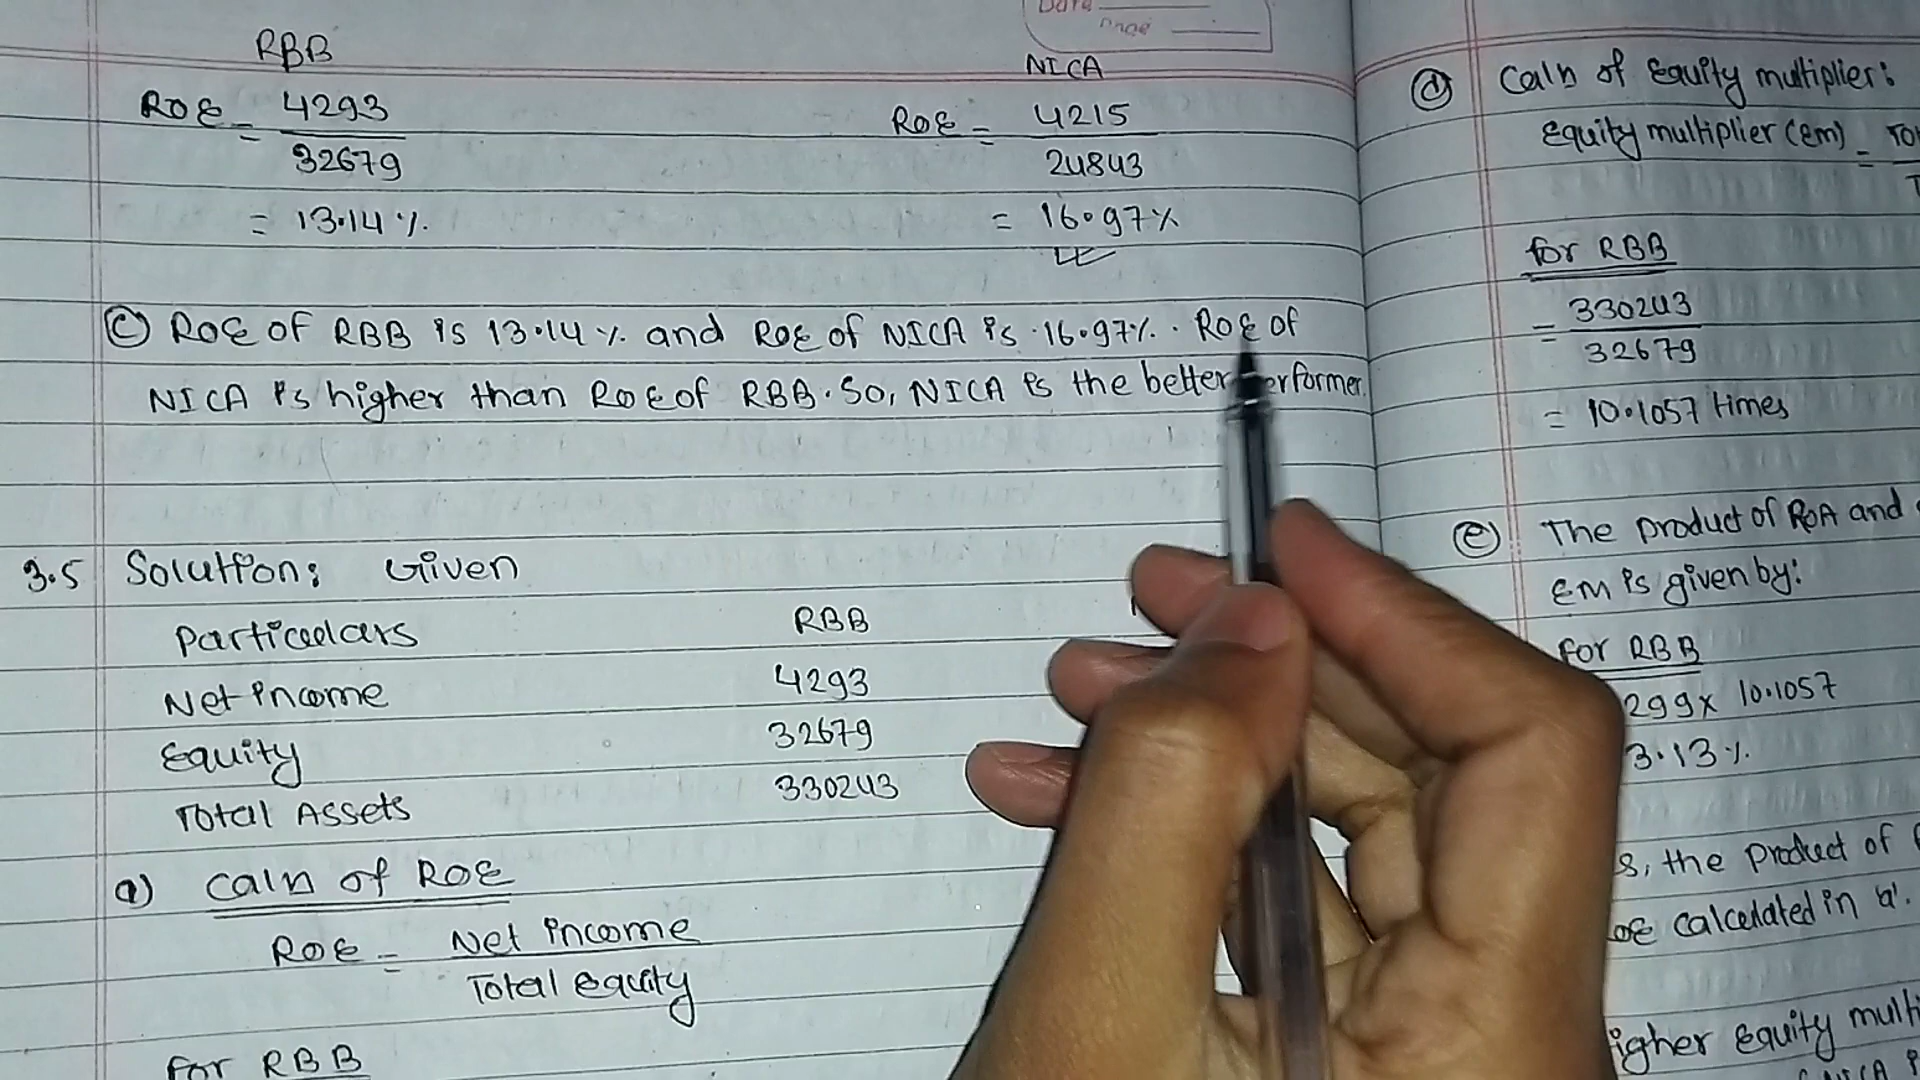 Date
Page
RBB
NICA
ROE = 4293
32679
ROE = 4215
24843
= 13.14 %.
= 16.97%
(C) ROE of RBB is 13.14 % and ROE of NICA is 16.97%. ROE of
NICA is higher than ROE of RBB. So, NICA is the better performer.
3.5 Solution: Given
Particulars RBB
Net income 4293
Equity 32679
Total Assets 330243
a) Caln of ROE
ROE = Net income
Total equity
For RBB
(d) Caln of Equity multiplier:
Equity multiplier (em) =
for RBB
= 330243
32679
= 10.1057 times
(e) The product of ROA and
EM is given by:
For RBB
299 x 10.1057
3.13 %.
the product of
calculated in 'a'.
equity